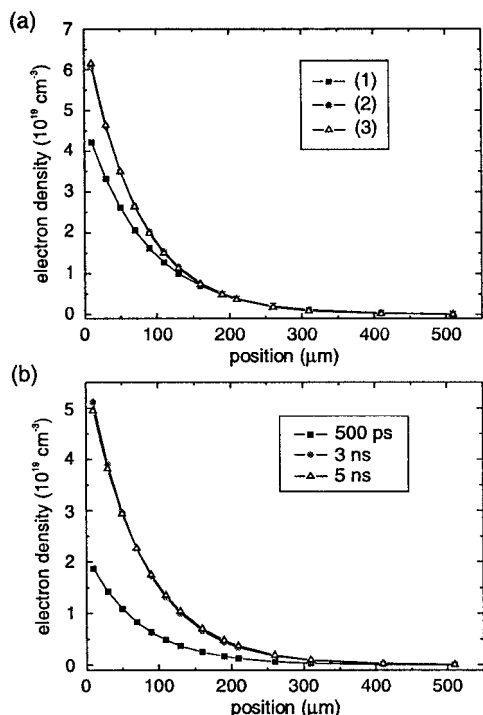 (a)
7
6
5
4
3
2
1
0
electron density (10¹⁹ cm⁻³)
(1)
(2)
(3)
0 100 200 300 400 500
position (μm)
(b)
5
4
3
2
1
0
electron density (10¹⁹ cm⁻³)
500 ps
3 ns
5 ns
0 100 200 300 400 500
position (μm)